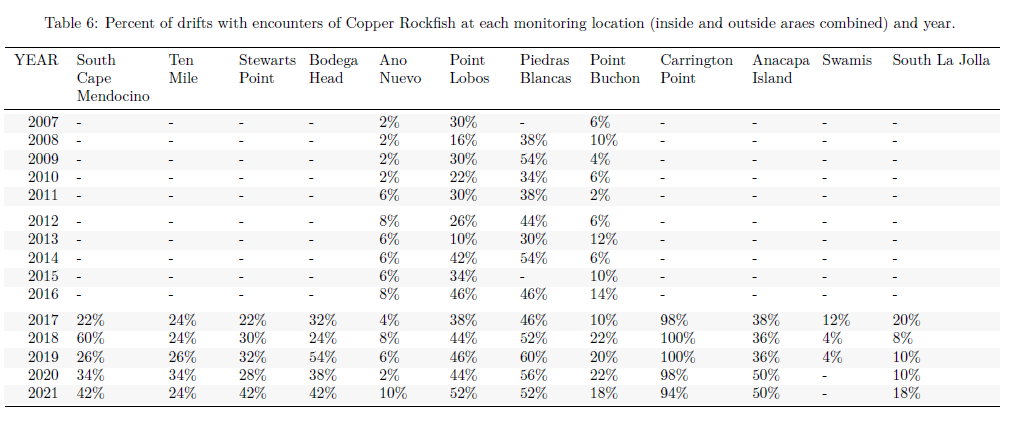 Table 6: Percent of drifts with encounters of Copper Rockfish at each monitoring location (inside and outside araes combined) and year.
YEAR South Ten Stewarts Bodega Ano Point Piedras Point Carrington Anacapa Swamis South La Jolla
Cape Mile Point Head Nuevo Lobos Blancas Buchon Point Island
Mendocino
2007 - - - - 2% 30% - 6% - - - -
2008 - - - - 2% 16% 38% 10% - - - -
2009 - - - - 2% 30% 54% 4% - - - -
2010 - - - - 2% 22% 34% 6% - - - -
2011 - - - - 6% 30% 38% 2% - - - -
2012 - - - - 8% 26% 44% 6% - - - -
2013 - - - - 6% 10% 30% 12% - - - -
2014 - - - - 6% 42% 54% 6% - - - -
2015 - - - - 6% 34% - 10% - - - -
2016 - - - - 8% 46% 46% 14% - - - -
2017 22% 24% 22% 32% 4% 38% 46% 10% 98% 38% 12% 20%
2018 60% 24% 30% 24% 8% 44% 52% 22% 100% 36% 4% 8%
2019 26% 26% 32% 54% 6% 46% 60% 20% 100% 36% 4% 10%
2020 34% 34% 28% 38% 2% 44% 56% 22% 98% 50% - 10%
2021 42% 24% 42% 42% 10% 52% 52% 18% 94% 50% - 18%